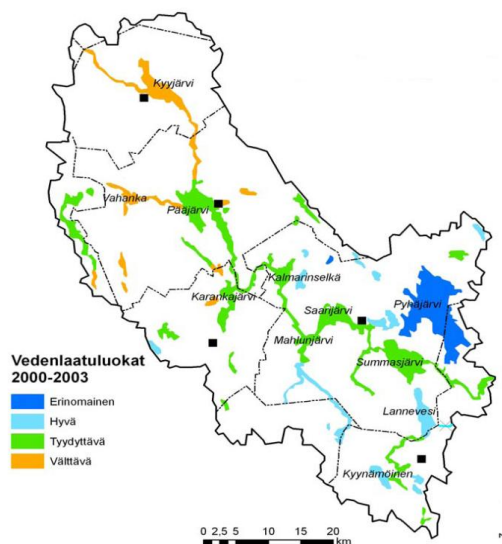 Kyyjärvi
Vahanka
Pääjärvi
Kalmarinselkä
Karankajärvi
Saarijärvi
Pyhäjärvi
Mahlunjärvi
Summasjärvi
Lannevesi
Kyynämöinen
Vedenlaatuluokat
2000-2003
Erinomainen
Hyvä
Tyydyttävä
Välttävä
0 2,5 5 10 15 20
km